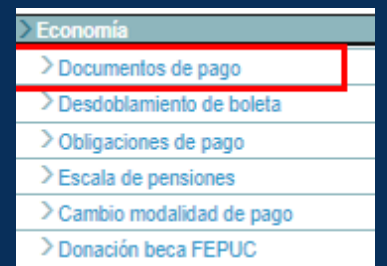 Economía
Documentos de pago
Desdoblamiento de boleta
Obligaciones de pago
Escala de pensiones
Cambio modalidad de pago
Donación beca FEPUC